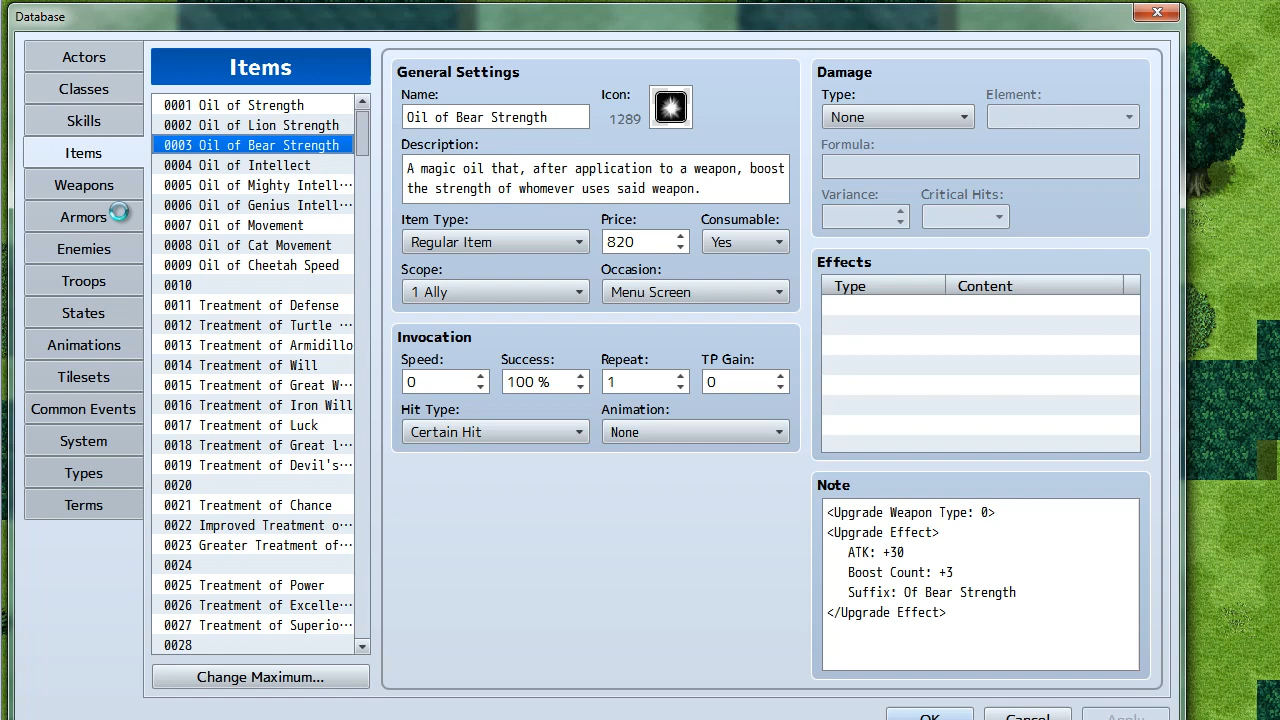 Database
Actors
Classes
Skills
Items
Weapons
Armors
Enemies
Troops
States
Animations
Tilesets
Common Events
System
Types
Terms
Items
0001 Oil of Strength
0002 Oil of Lion Strength
0003 Oil of Bear Strength
0004 Oil of Intellect
0005 Oil of Mighty Intell…
0006 Oil of Genius Intell…
0007 Oil of Movement
0008 Oil of Cat Movement
0009 Oil of Cheetah Speed
0010
0011 Treatment of Defense
0012 Treatment of Turtle …
0013 Treatment of Armidillo
0014 Treatment of Will
0015 Treatment of Great W…
0016 Treatment of Iron Will
0017 Treatment of Luck
0018 Treatment of Great l…
0019 Treatment of Devil's…
0020
0021 Treatment of Chance
0022 Improved Treatment o…
0023 Greater Treatment of…
0024
0025 Treatment of Power
0026 Treatment of Excelle…
0027 Treatment of Superio…
0028
Change Maximum...
General Settings
Name:
Oil of Bear Strength
Icon:
1289
Description:
A magic oil that, after application to a weapon, boost
the strength of whomever uses said weapon.
Item Type:
Regular Item
Price:
820
Consumable:
Yes
Scope:
1 Ally
Occasion:
Menu Screen
Invocation
Speed:
0
Success:
100 %
Repeat:
1
TP Gain:
0
Hit Type:
Certain Hit
Animation:
None
Damage
Type:
None
Element:
Formula:
Variance:
Critical Hits:
Effects
Type Content
Note
<Upgrade Weapon Type: 0>
<Upgrade Effect>
ATK: +30
Boost Count: +3
Suffix: Of Bear Strength
</Upgrade Effect>
OK
Cancel
Apply